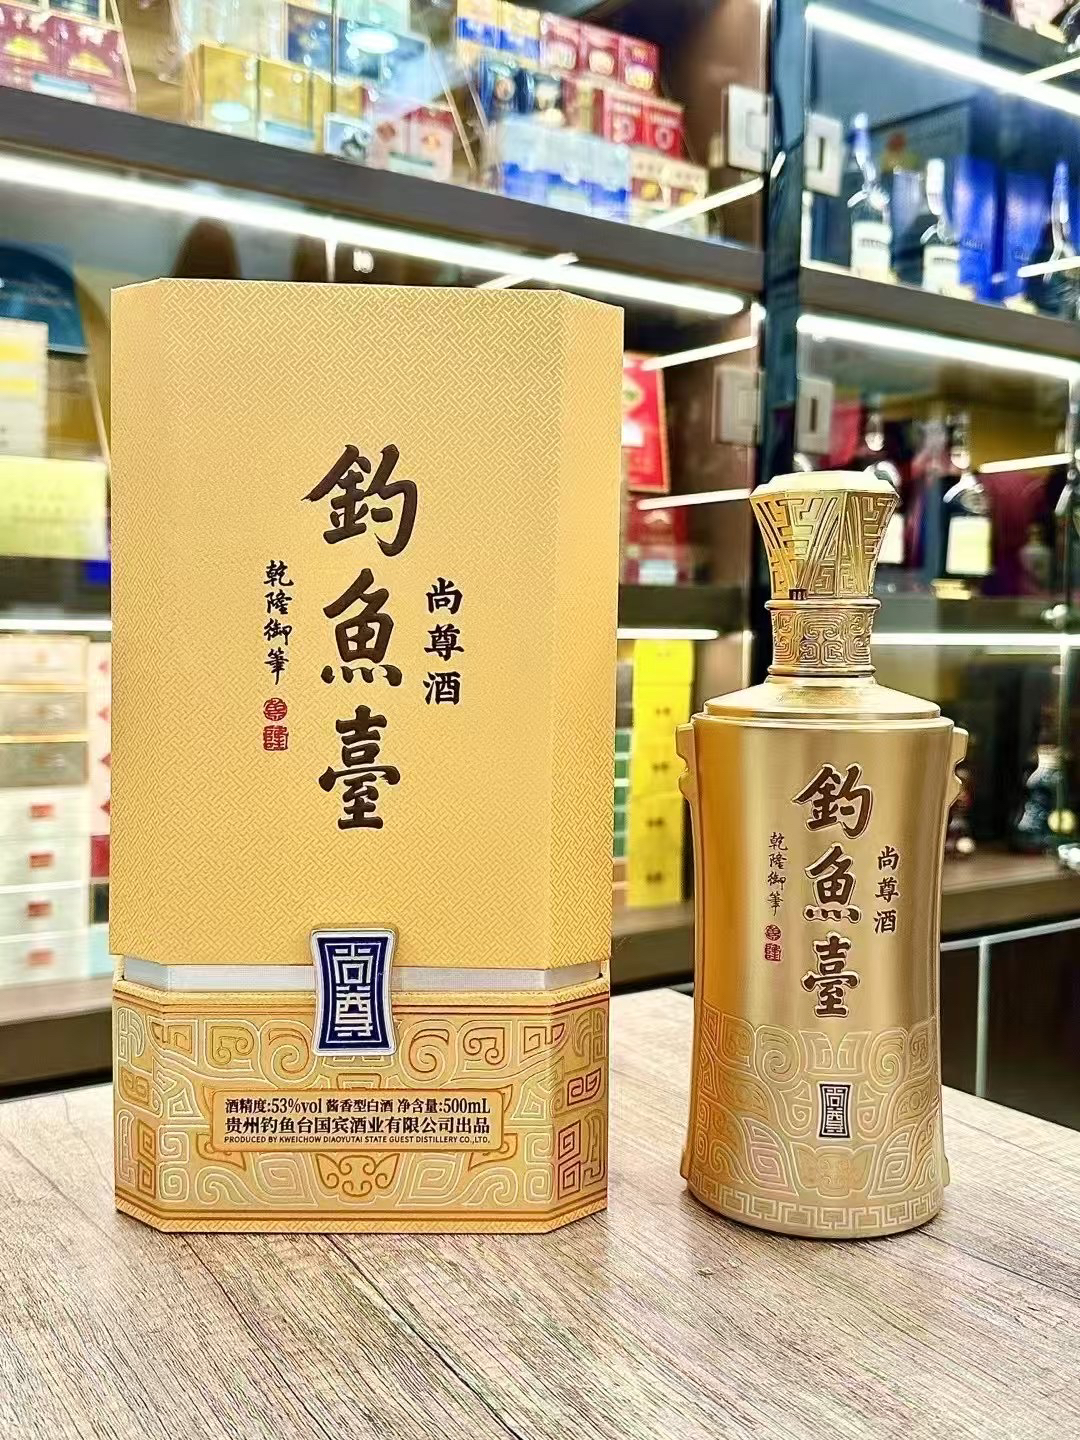 釣魚臺
尚尊酒
乾隆御筆
尚尊
酒精度:53%vol 酱香型白酒 净含量:500mL
贵州钓鱼台国宾酒业有限公司出品
PRODUCED BY KWEICHOW DIAOYUTAI STATE GUEST DISTILLERY CO.,LTD.
釣魚臺
尚尊酒
乾隆御筆
尚尊